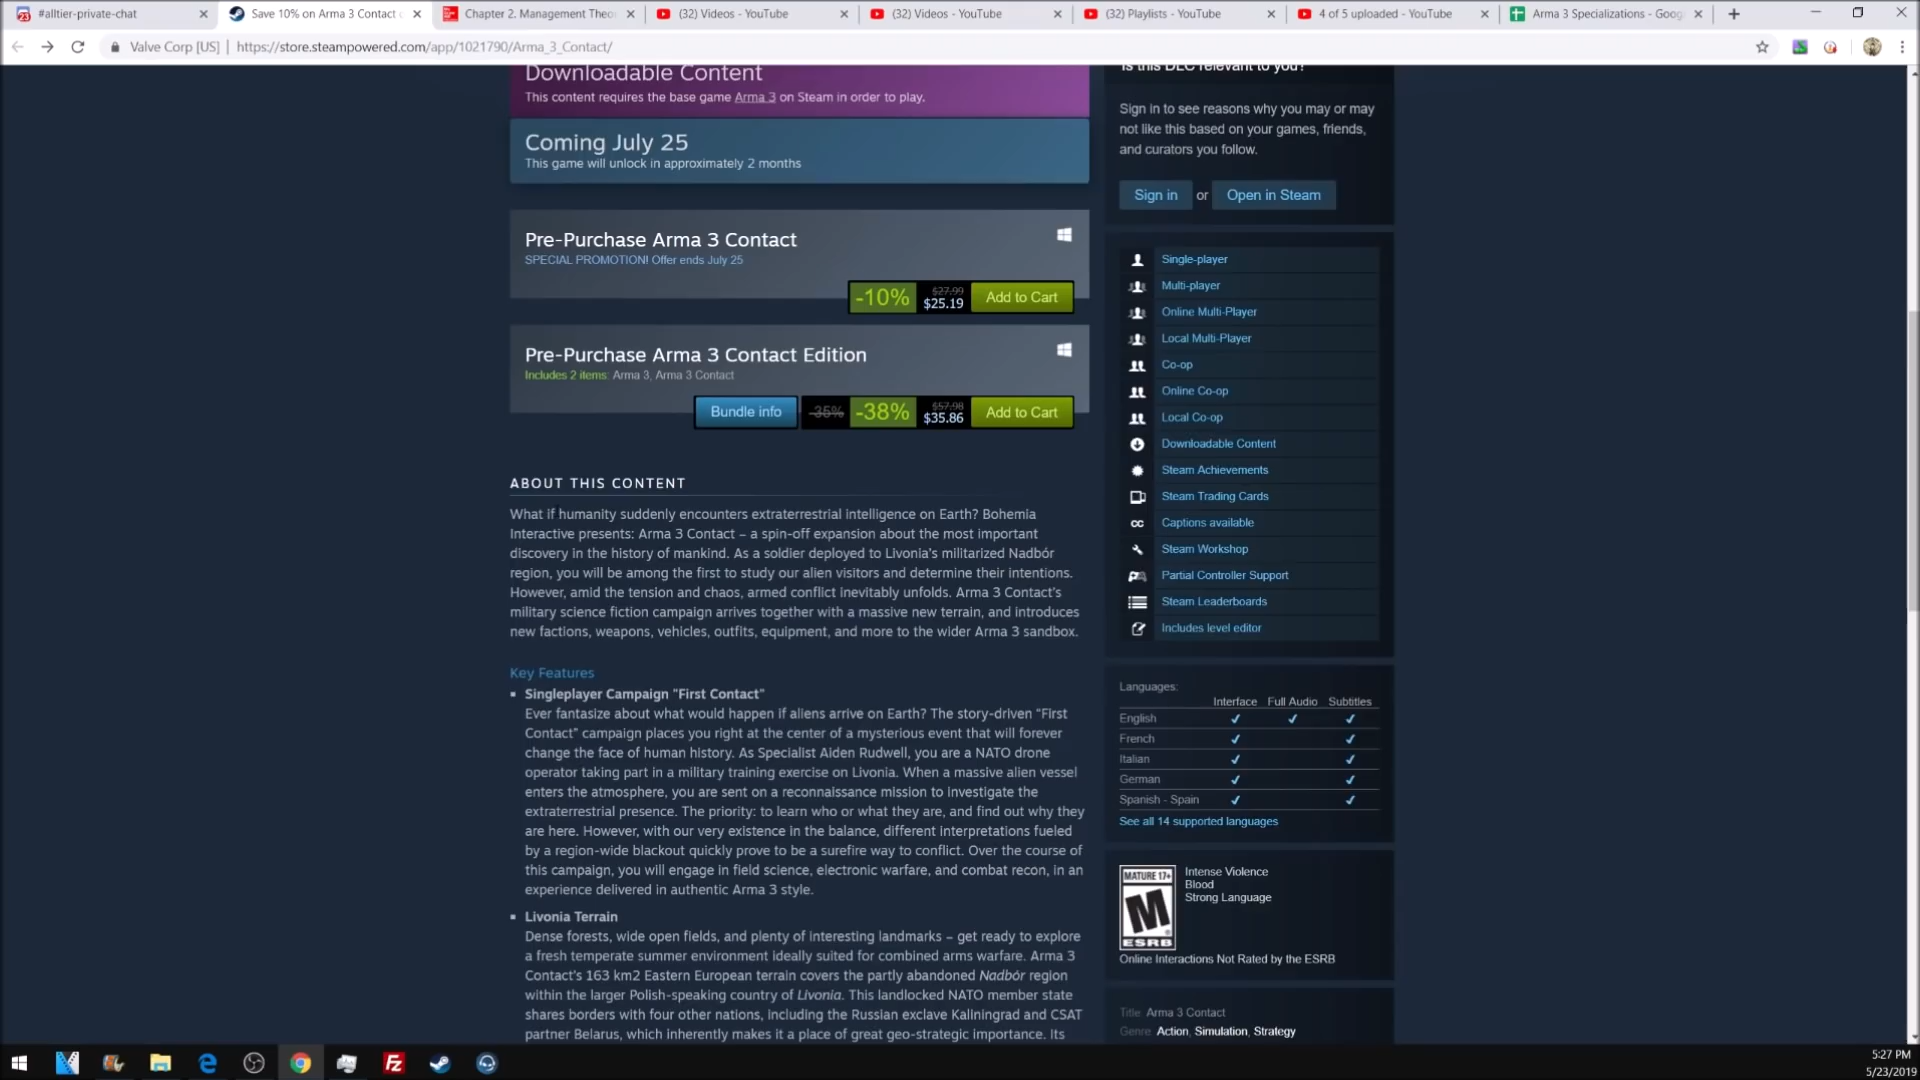 #alltier-private-chat
Save 10% on Arma 3 Contact
Chapter 2. Management Theo
(32) Videos - YouTube
(32) Videos - YouTube
(32) Playlists - YouTube
4 of 5 uploaded - YouTube
Arma 3 Specializations - Goog
Valve Corp [US] | https://store.steampowered.com/app/1021790/Arma_3_Contact/
Downloadable Content
This content requires the base game Arma 3 on Steam in order to play.
Coming July 25
This game will unlock in approximately 2 months
Pre-Purchase Arma 3 Contact
SPECIAL PROMOTION! Offer ends July 25
-10% $27.99 $25.19 Add to Cart
Pre-Purchase Arma 3 Contact Edition
Includes 2 items: Arma 3, Arma 3 Contact
Bundle info -35% -38% $57.98 $35.86 Add to Cart
ABOUT THIS CONTENT
What if humanity suddenly encounters extraterrestrial intelligence on Earth? Bohemia
Interactive presents: Arma 3 Contact – a spin-off expansion about the most important
discovery in the history of mankind. As a soldier deployed to Livonia's militarized Nadbór
region, you will be among the first to study our alien visitors and determine their intentions.
However, amid the tension and chaos, armed conflict inevitably unfolds. Arma 3 Contact's
military science fiction campaign arrives together with a massive new terrain, and introduces
new factions, weapons, vehicles, outfits, equipment, and more to the wider Arma 3 sandbox.
Key Features
Singleplayer Campaign "First Contact"
Ever fantasize about what would happen if aliens arrive on Earth? The story-driven "First
Contact" campaign places you right at the center of a mysterious event that will forever
change the face of human history. As Specialist Aiden Rudwell, you are a NATO drone
operator taking part in a military training exercise on Livonia. When a massive alien vessel
enters the atmosphere, you are sent on a reconnaissance mission to investigate the
extraterrestrial presence. The priority: to learn who or what they are, and find out why they
are here. However, with our very existence in the balance, different interpretations fueled
by a region-wide blackout quickly prove to be a surefire way to conflict. Over the course of
this campaign, you will engage in field science, electronic warfare, and combat recon, in an
experience delivered in authentic Arma 3 style.
Livonia Terrain
Dense forests, wide open fields, and plenty of interesting landmarks – get ready to explore
a fresh temperate summer environment ideally suited for combined arms warfare. Arma 3
Contact's 163 km2 Eastern European terrain covers the partly abandoned Nadbór region
within the larger Polish-speaking country of Livonia. This landlocked NATO member state
shares borders with four other nations, including the Russian exclave Kaliningrad and CSAT
partner Belarus, which inherently makes it a place of great geo-strategic importance. Its
Is this DLC relevant to you?
Sign in to see reasons why you may or may
not like this based on your games, friends,
and curators you follow.
Sign in or Open in Steam
Single-player
Multi-player
Online Multi-Player
Local Multi-Player
Co-op
Online Co-op
Local Co-op
Downloadable Content
Steam Achievements
Steam Trading Cards
cc Captions available
Steam Workshop
Partial Controller Support
Steam Leaderboards
Includes level editor
Languages:
Interface Full Audio Subtitles
English ✔ ✔ ✔
French ✔ ✔
Italian ✔ ✔
German ✔ ✔
Spanish - Spain ✔ ✔
See all 14 supported languages
MATURE 17+
M
ESRB
Intense Violence
Blood
Strong Language
Online Interactions Not Rated by the ESRB
Title: Arma 3 Contact
Genre: Action, Simulation, Strategy
5:27 PM
5/23/2019